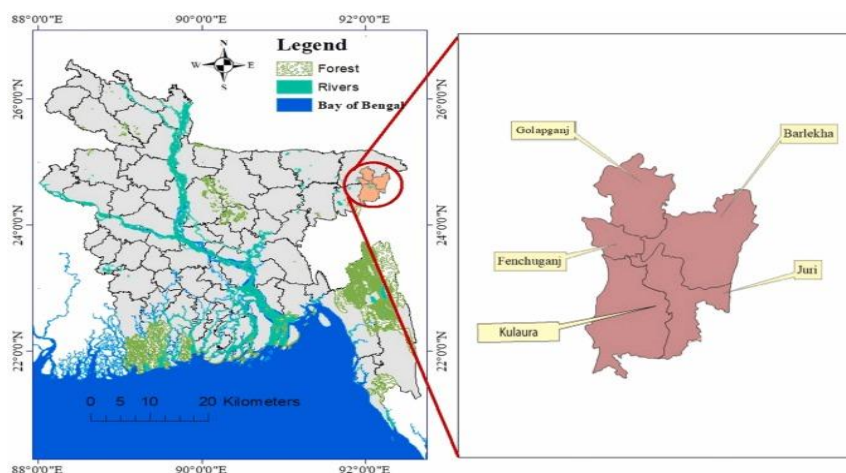 88°0'0"E 90°0'0"E 92°0'0"E
Legend
Forest
Rivers
Bay of Bengal
N
W E
S
26°0'0"N
24°0'0"N
22°0'0"N
26°0'0"N
24°0'0"N
22°0'0"N
0 5 10 20 Kilometers
88°0'0"E 90°0'0"E 92°0'0"E
Golapganj
Barlekha
Fenchuganj
Juri
Kulaura